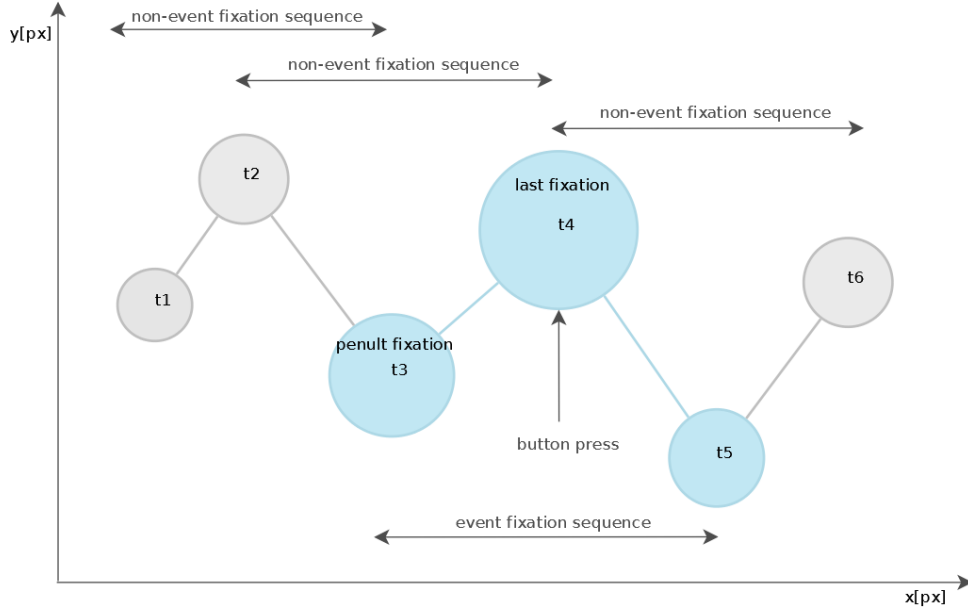 non-event fixation sequence
y[px]
non-event fixation sequence
non-event fixation sequence
t2
last fixation
t4
t6
t1
penult fixation
t3
button press
t5
event fixation sequence
x[px]